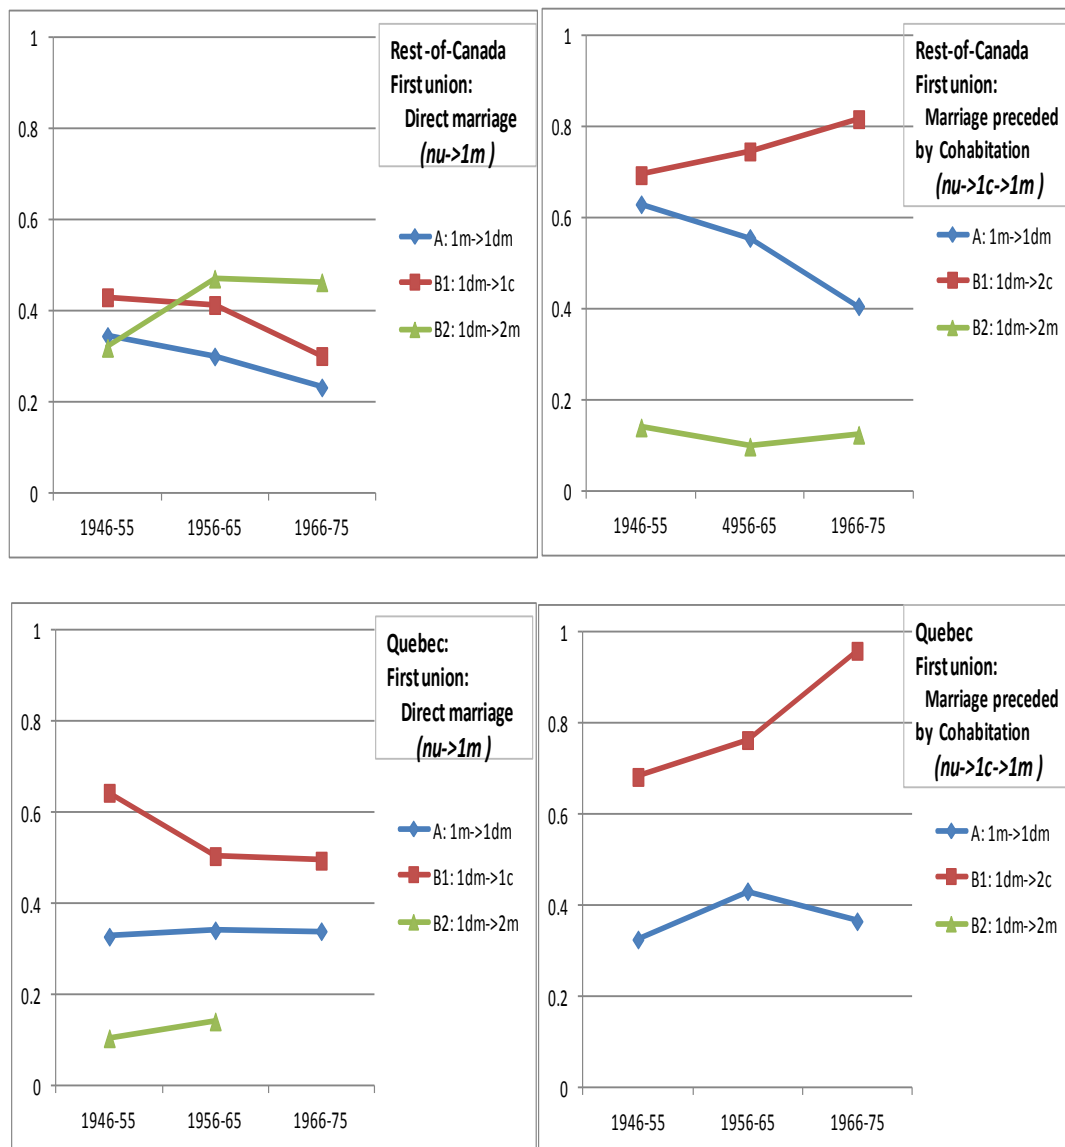 1
0.8
0.6
0.4
0.2
0
1946-55 1956-65 1966-75
Rest-of-Canada
First union:
Direct marriage
(nu->1m )
A: 1m->1dm
B1: 1dm->1c
B2: 1dm->2m
1
0.8
0.6
0.4
0.2
0
1946-55 4956-65 1966-75
Rest-of-Canada
First union:
Marriage preceded
by Cohabitation
(nu->1c->1m )
A: 1m->1dm
B1: 1dm->2c
B2: 1dm->2m
1
0.8
0.6
0.4
0.2
0
1946-55 1956-65 1966-75
Quebec:
First union:
Direct marriage
(nu->1m )
A: 1m->1dm
B1: 1dm->1c
B2: 1dm->2m
1
0.8
0.6
0.4
0.2
0
1946-55 1956-65 1966-75
Quebec
First union:
Marriage preceded
by Cohabitation
(nu->1c->1m )
A: 1m->1dm
B1: 1dm->2c
B2: 1dm->2m